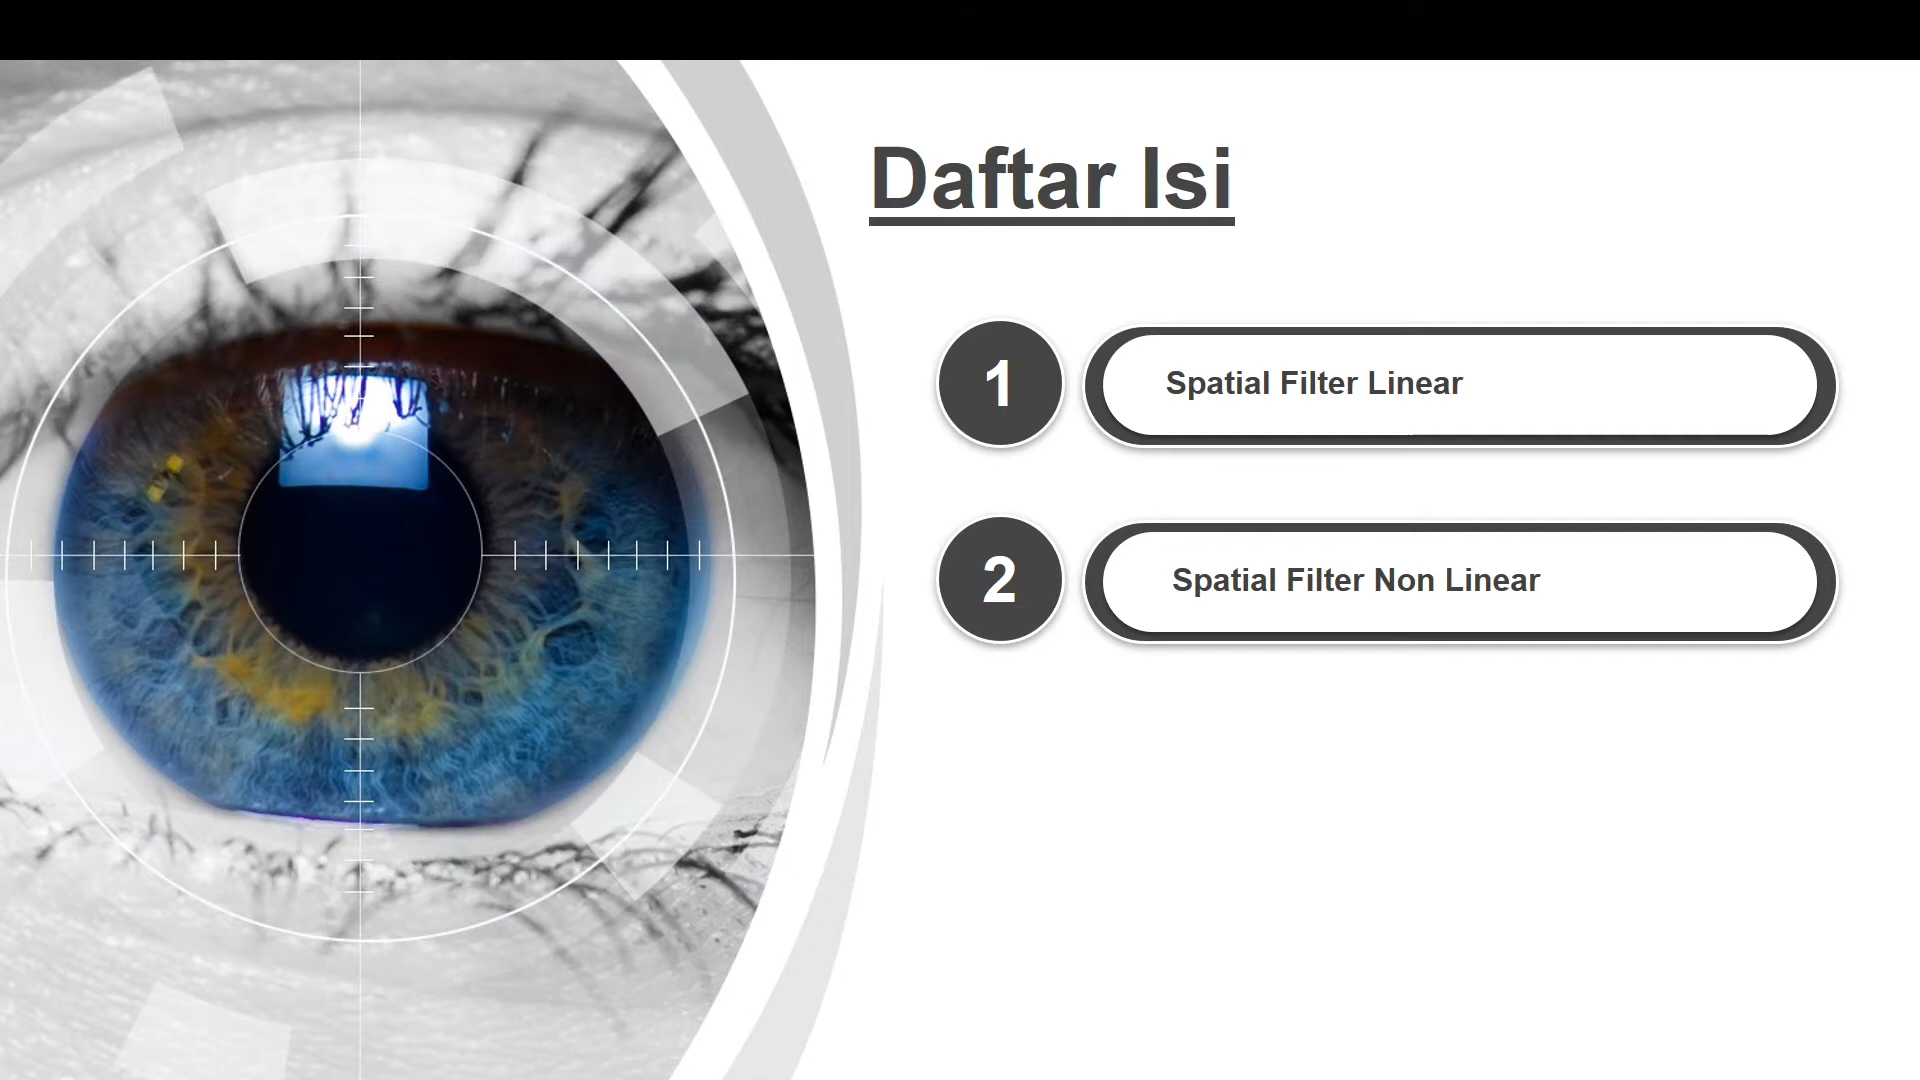 Daftar Isi
1
Spatial Filter Linear
2
Spatial Filter Non Linear